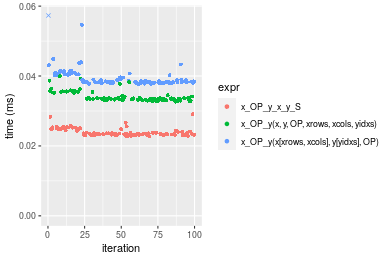 0.06
0.04
0.02
0.00
time (ms)
0 25 50 75 100
iteration
expr
x_OP_y_x_y_S
x_OP_y(x, y, OP, xrows, xcols, yidxs)
x_OP_y(x[xrows, xcols], y[yidxs], OP)